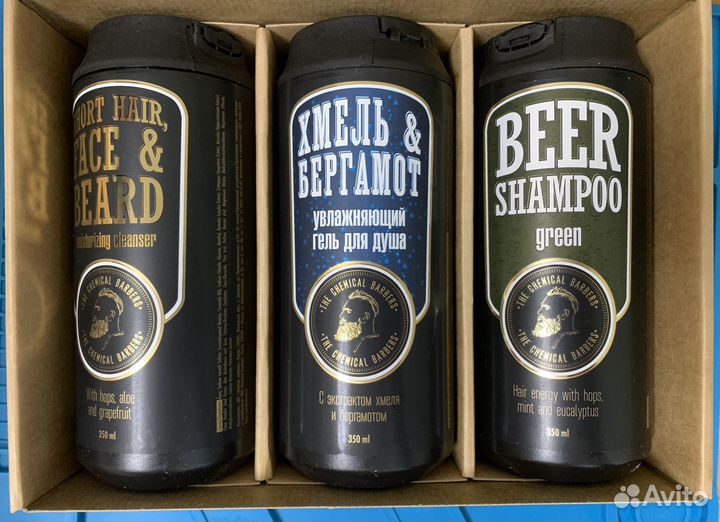 SHORT HAIR,
FACE &
BEARD
moisturizing cleanser
THE CHEMICAL BARBERS
THE CHEMICAL BARBERS
With hops, aloe
and grapefruit
350 ml
ХМЕЛЬ &
БЕРГАМОТ
увлажняющий
гель для душа
THE CHEMICAL BARBERS
THE CHEMICAL BARBERS
С экстрактом хмеля
и бергамотом
350 ml
BEER
SHAMPOO
green
THE CHEMICAL BARBERS
THE CHEMICAL BARBERS
Hair energy with hops,
mint and eucalyptus
350 ml
Avito